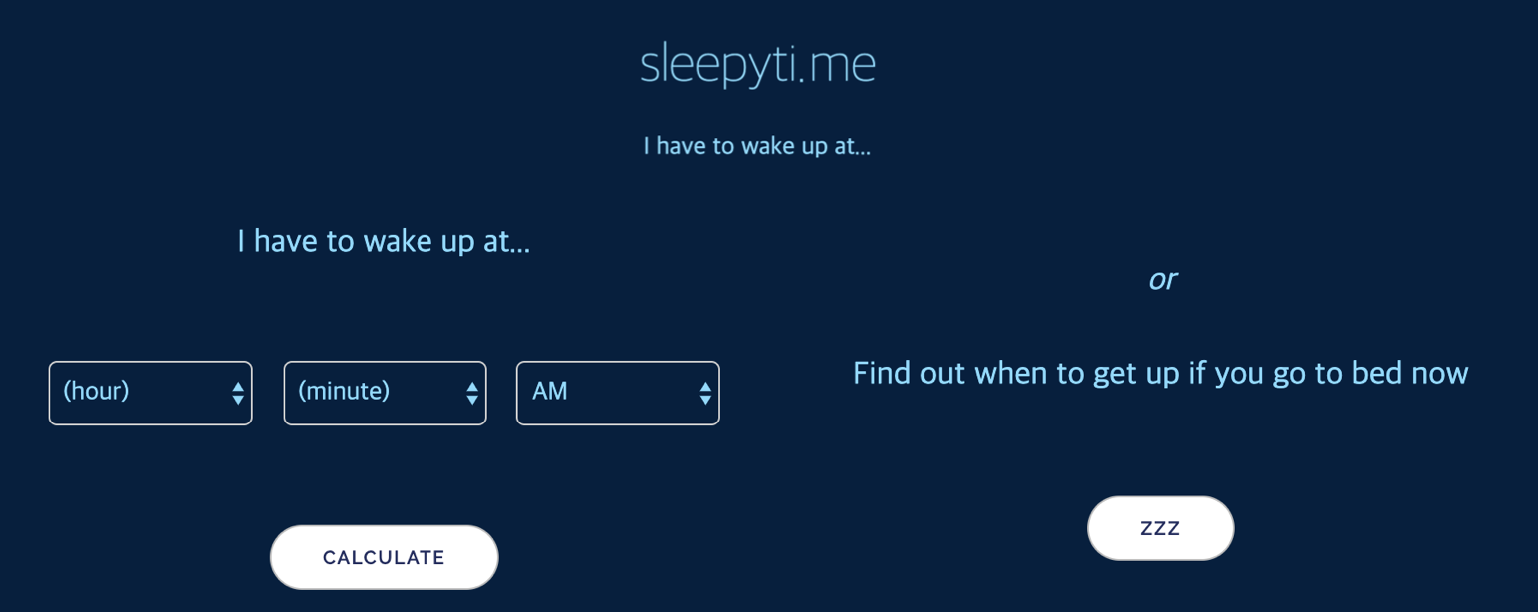 sleepyti.me
I have to wake up at...
I have to wake up at...
(hour) (minute) AM
CALCULATE
or
Find out when to get up if you go to bed now
ZZZ